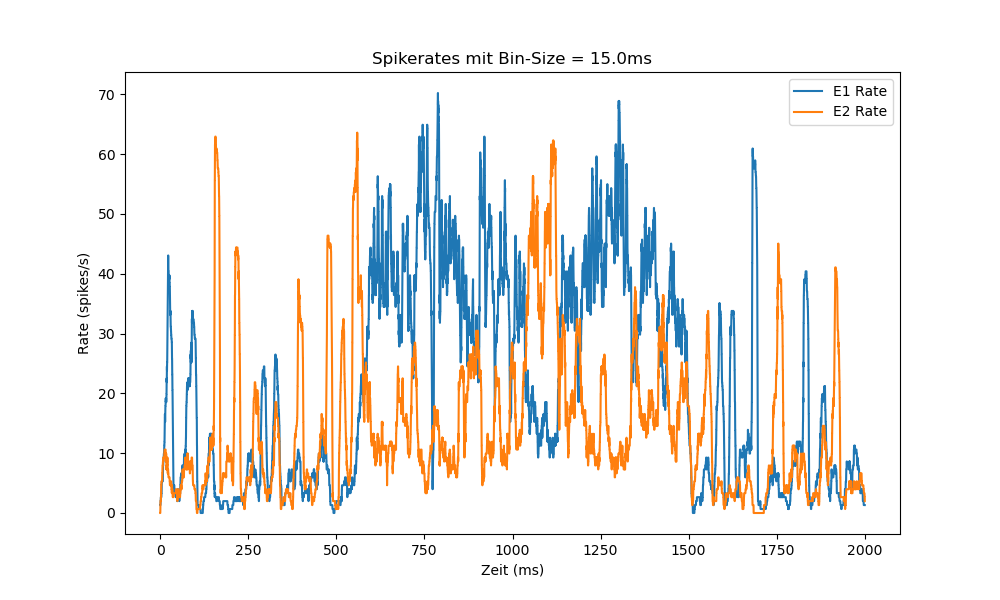 Spikerates mit Bin-Size = 15.0ms
E1 Rate
E2 Rate
Rate (spikes/s)
70
60
50
40
30
20
10
0
0 250 500 750 1000 1250 1500 1750 2000
Zeit (ms)